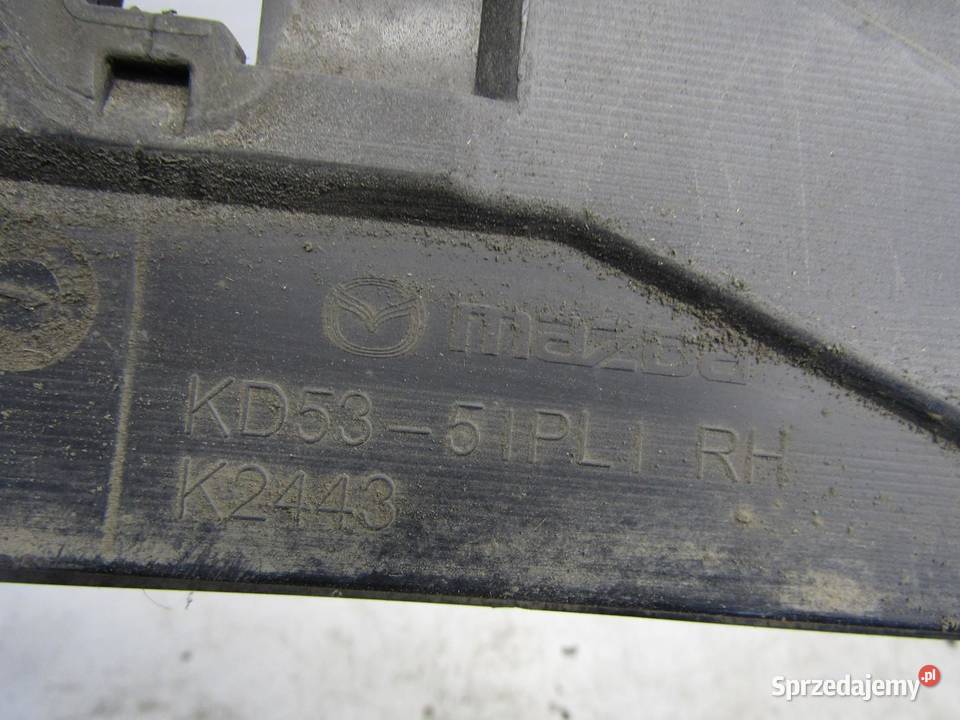 mazda
KD53-51PL1 RH
K2443
Sprzedajemy.pl